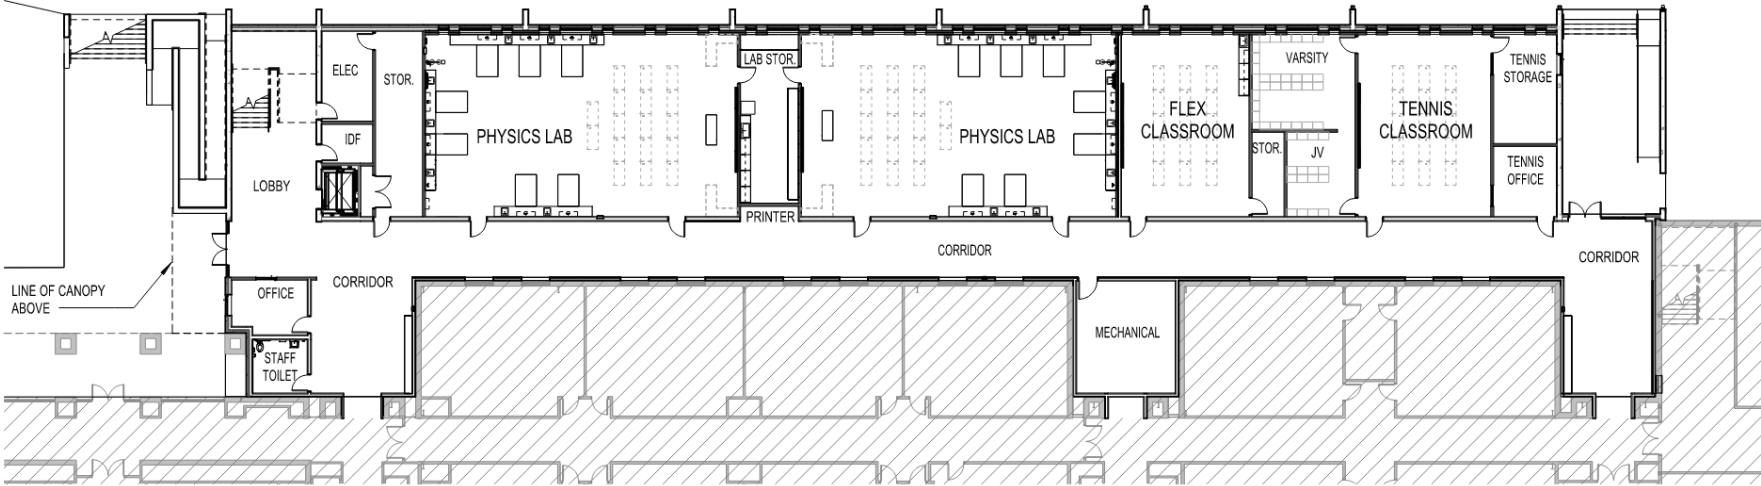 ELEC
STOR.
IDF
LOBBY
PHYSICS LAB
LAB STOR.
PRINTER
PHYSICS LAB
FLEX
CLASSROOM
VARSITY
STOR.
JV
TENNIS
CLASSROOM
TENNIS
STORAGE
TENNIS
OFFICE
CORRIDOR
CORRIDOR
CORRIDOR
LINE OF CANOPY
ABOVE
OFFICE
STAFF
TOILET
MECHANICAL